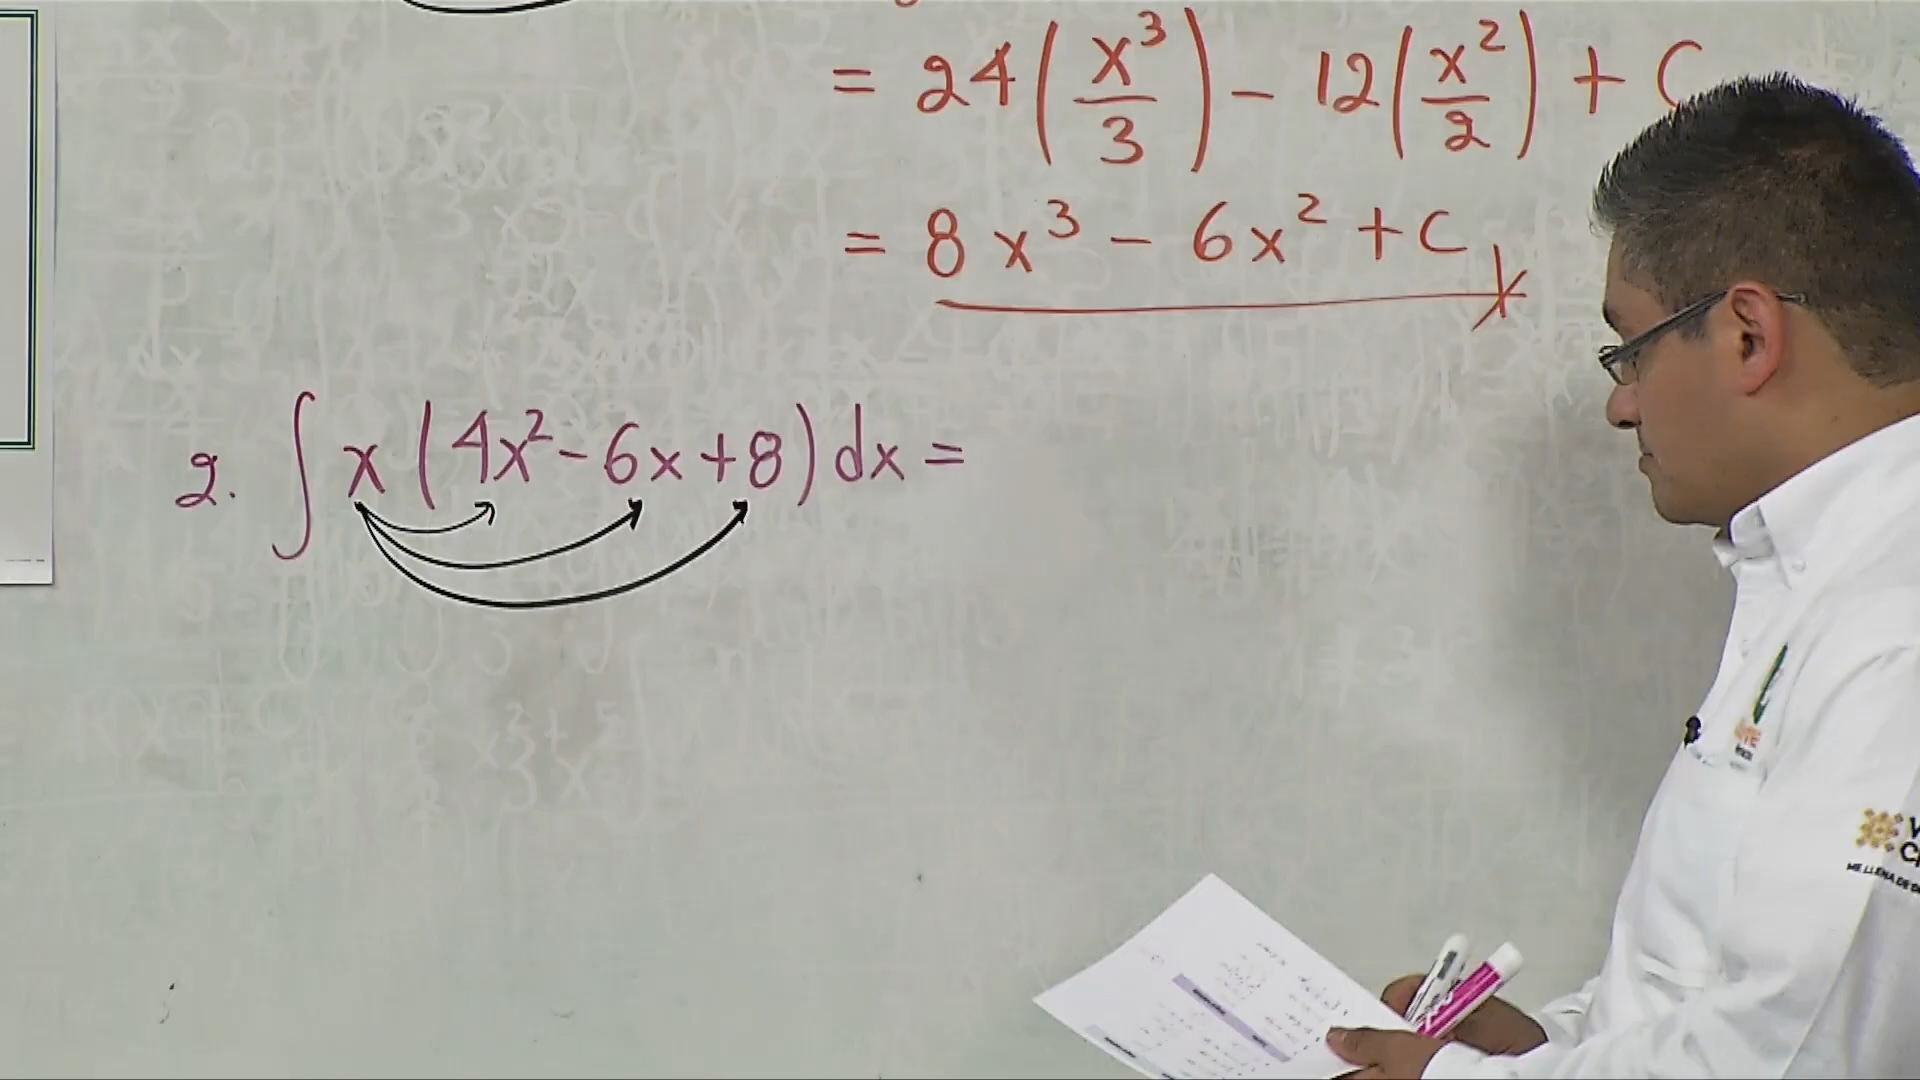 = 24(x³/3) - 12(x²/2) + C
= 8x³ - 6x² + C
2. ∫ x (4x² - 6x + 8) dx =